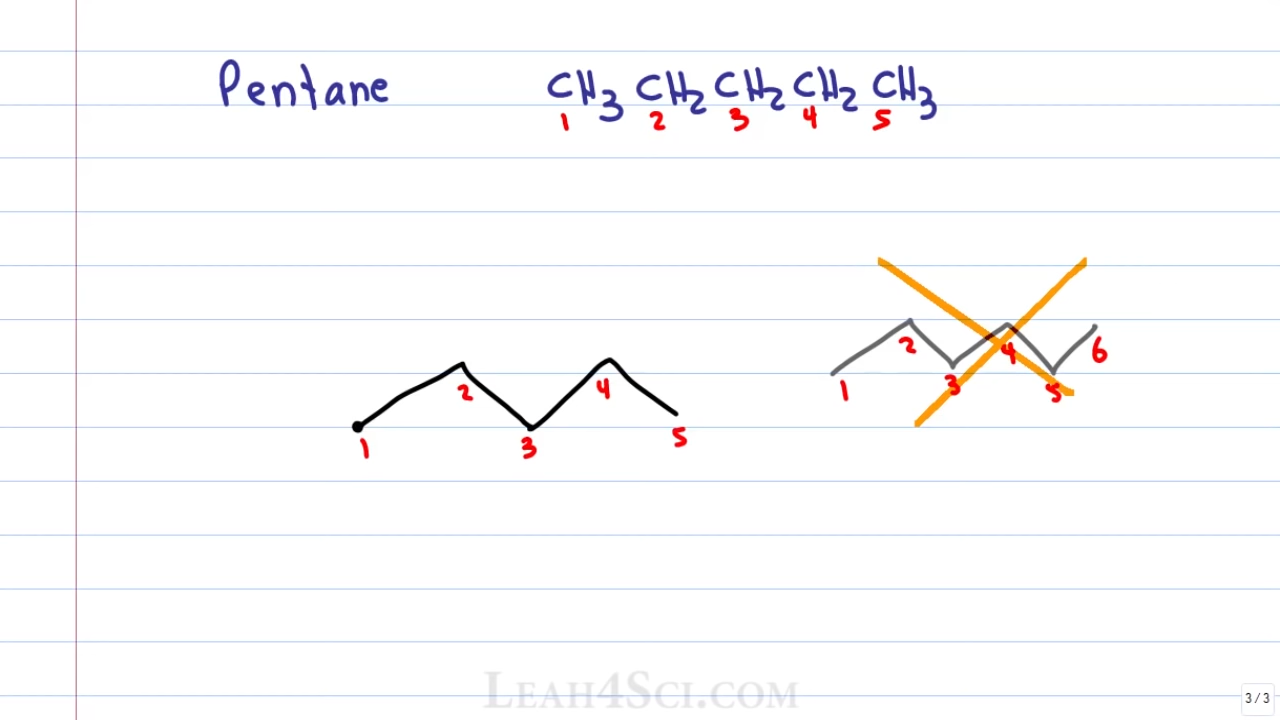 Pentane CH3 CH2 CH2 CH2 CH3
1 2 3 4 5
1 2 3 4 5
1 2 3 4 5 6
LEAH4SCI.COM
3 / 3